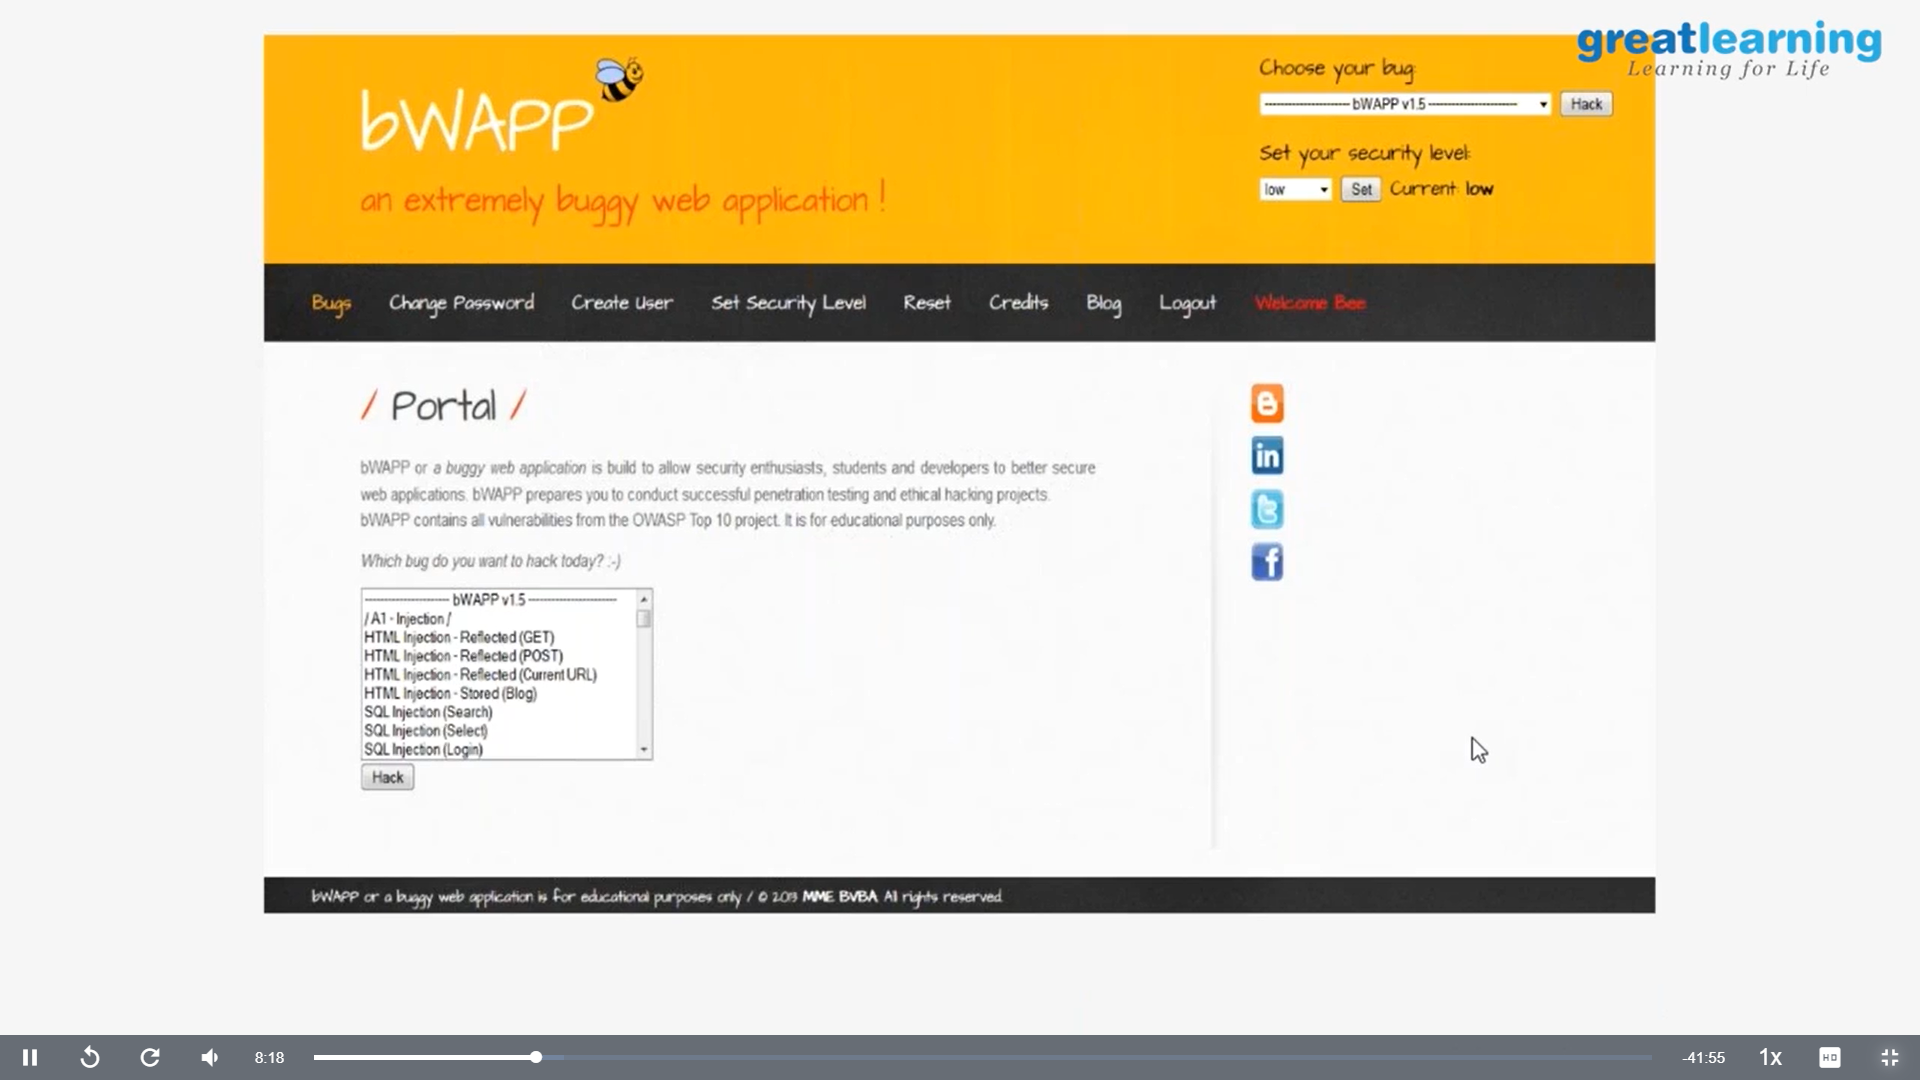 greatlearning
Learning for Life
bWAPP
an extremely buggy web application !
Choose your bug:
---------------------- bWAPP v1.5 ----------------------
Hack
Set your security level:
low
Set
Current: low
Bugs
Change Password
Create User
Set Security Level
Reset
Credits
Blog
Logout
Welcome Bee
/ Portal /
bWAPP or a buggy web application is build to allow security enthusiasts, students and developers to better secure
web applications. bWAPP prepares you to conduct successful penetration testing and ethical hacking projects.
bWAPP contains all vulnerabilities from the OWASP Top 10 project. It is for educational purposes only.
Which bug do you want to hack today? :-)
---------------------- bWAPP v1.5 ----------------------
/ A1 - Injection /
HTML Injection - Reflected (GET)
HTML Injection - Reflected (POST)
HTML Injection - Reflected (Current URL)
HTML Injection - Stored (Blog)
SQL Injection (Search)
SQL Injection (Select)
SQL Injection (Login)
Hack
bWAPP or a buggy web application is for educational purposes only / © 2013 MME BVBA. All rights reserved.
8:18
-41:55
1x
HD